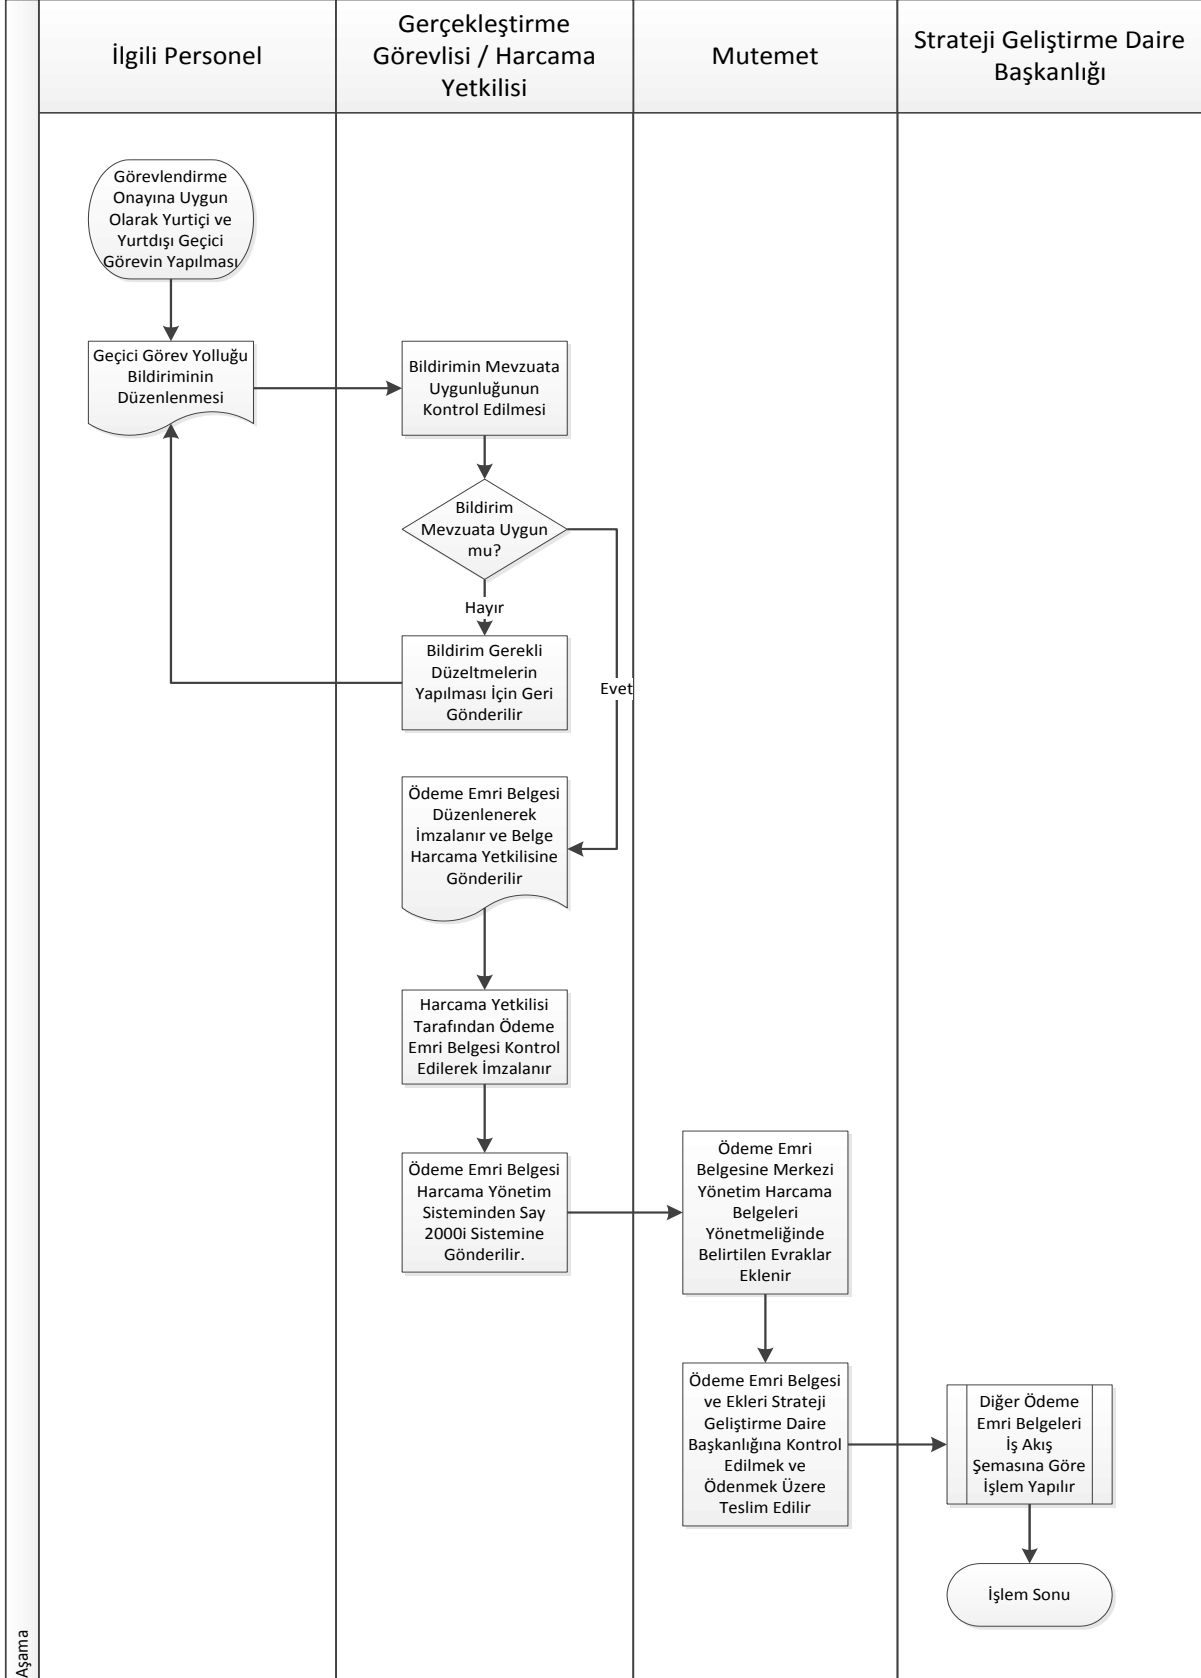 İlgili Personel
Gerçekleştirme
Görevlisi / Harcama
Yetkilisi
Mutemet
Strateji Geliştirme Daire
Başkanlığı
Görevlendirme
Onayına Uygun
Olarak Yurtiçi ve
Yurtdışı Geçici
Görevin Yapılması
Geçici Görev Yolluğu
Bildiriminin
Düzenlenmesi
Bildirimin Mevzuata
Uygunluğunun
Kontrol Edilmesi
Bildirim
Mevzuata Uygun
mu?
Hayır
Evet
Bildirim Gerekli
Düzeltmelerin
Yapılması İçin Geri
Gönderilir
Ödeme Emri Belgesi
Düzenlenerek
İmzalanır ve Belge
Harcama Yetkilisine
Gönderilir
Harcama Yetkilisi
Tarafından Ödeme
Emri Belgesi Kontrol
Edilerek İmzalanır
Ödeme Emri Belgesi
Harcama Yönetim
Sisteminden Say
2000i Sistemine
Gönderilir.
Ödeme Emri
Belgesine Merkezi
Yönetim Harcama
Belgeleri
Yönetmeliğinde
Belirtilen Evraklar
Eklenir
Ödeme Emri Belgesi
ve Ekleri Strateji
Geliştirme Daire
Başkanlığına Kontrol
Edilmek ve
Ödenmek Üzere
Teslim Edilir
Diğer Ödeme
Emri Belgeleri
İş Akış
Şemasına Göre
İşlem Yapılır
İşlem Sonu
Aşama